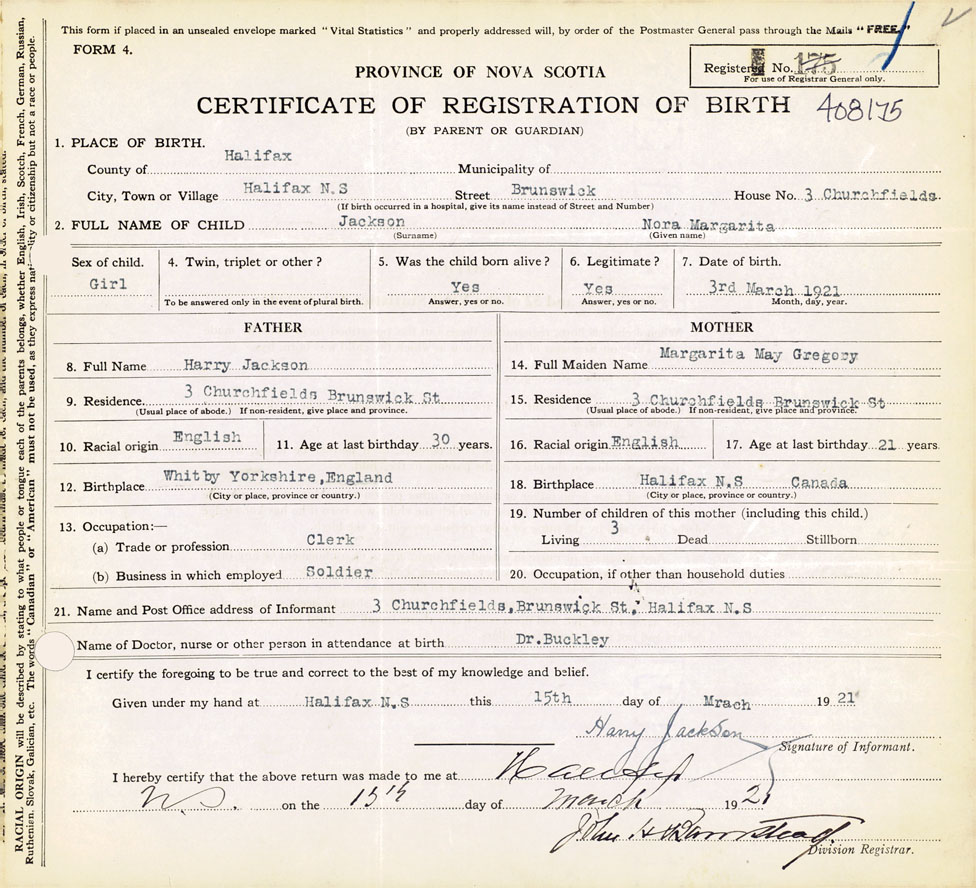 This form if placed in an unsealed envelope marked "Vital Statistics" and properly addressed will, by order of the Postmaster General pass through the Mails "FREE."
FORM 4.
Registered No. 175
For use of Registrar General only.
PROVINCE OF NOVA SCOTIA
CERTIFICATE OF REGISTRATION OF BIRTH 408175
(BY PARENT OR GUARDIAN)
1. PLACE OF BIRTH.
County of Halifax Municipality of
City, Town or Village Halifax N.S Street Brunswick House No. 3 Churchfields.
(If birth occurred in a hospital, give its name instead of Street and Number)
2. FULL NAME OF CHILD Jackson Nora Margarita
(Surname) (Given name)
Sex of child. 4. Twin, triplet or other? 5. Was the child born alive? 6. Legitimate? 7. Date of birth.
Girl Yes Yes 3rd March 1921
To be answered only in the event of plural birth. Answer, yes or no. Answer, yes or no. Month, day, year.
FATHER
8. Full Name Harry Jackson
9. Residence. 3 Churchfields Brunswick St
(Usual place of abode.) If non-resident, give place and province.
10. Racial origin English 11. Age at last birthday 30 years.
12. Birthplace Whitby Yorkshire,England
(City or place, province or country.)
13. Occupation:—
(a) Trade or profession Clerk
(b) Business in which employed Soldier
MOTHER
14. Full Maiden Name Margarita May Gregory
15. Residence 3 Churchfields Brunswick St
(Usual place of abode.) If non-resident, give place and province.
16. Racial origin English 17. Age at last birthday 21 years.
18. Birthplace Halifax N.S Canada
(City or place, province or country.)
19. Number of children of this mother (including this child.)
Living 3 Dead Stillborn
20. Occupation, if other than household duties
21. Name and Post Office address of Informant 3 Churchfields,Brunswick St, Halifax N.S
Name of Doctor, nurse or other person in attendance at birth Dr.Buckley
I certify the foregoing to be true and correct to the best of my knowledge and belief.
Given under my hand at Halifax N.S this 15th day of Mrach 19 21
Harry Jackson
Signature of Informant.
I hereby certify that the above return was made to me at Halifax
N.S. on the 15th day of March 1921
John H
Division Registrar.
RACIAL ORIGIN will be described by stating to what people or tongue each of the parents belongs, whether English, Irish, Scotch, French, German, Russian,
Ruthenian, Slovak, Galician, etc. The words "Canadian" or "American" must not be used, as they express citizenship but not a race or people.